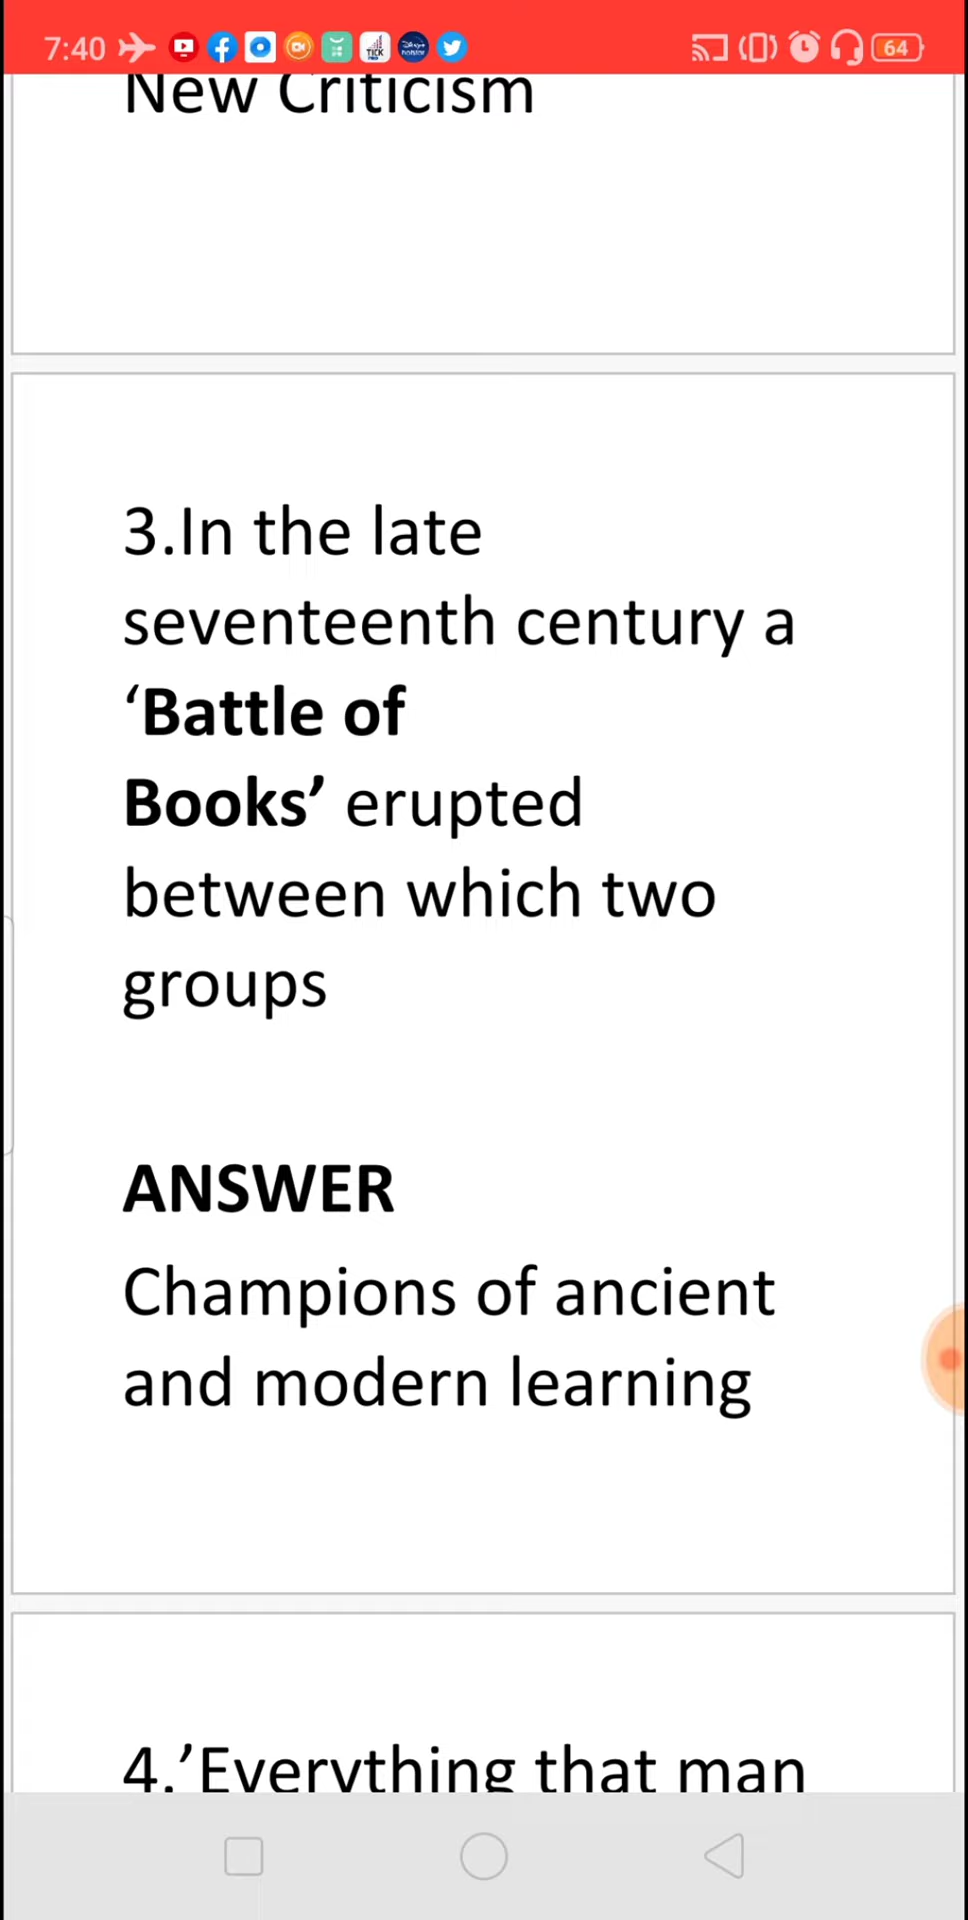 7:40
64
New Criticism
3.In the late
seventeenth century a
‘Battle of
Books’ erupted
between which two
groups
ANSWER
Champions of ancient
and modern learning
4.’Everything that man